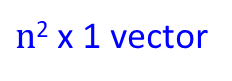 n² x 1 vector